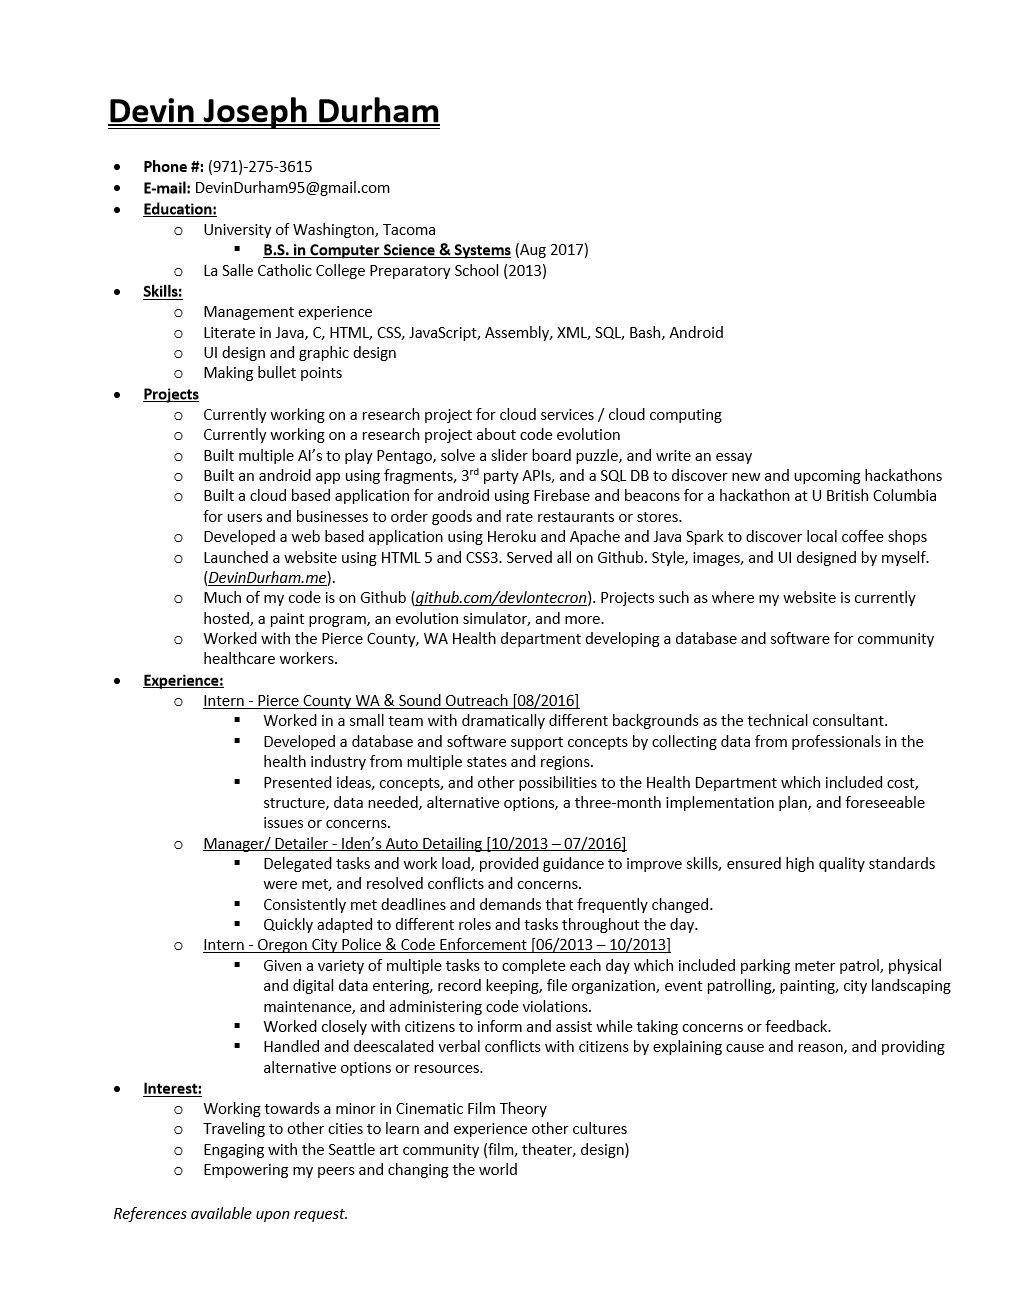 Devin Joseph Durham
• Phone #: (971)-275-3615
• E-mail: DevinDurham95@gmail.com
• Education:
o University of Washington, Tacoma
▪ B.S. in Computer Science & Systems (Aug 2017)
o La Salle Catholic College Preparatory School (2013)
• Skills:
o Management experience
o Literate in Java, C, HTML, CSS, JavaScript, Assembly, XML, SQL, Bash, Android
o UI design and graphic design
o Making bullet points
• Projects
o Currently working on a research project for cloud services / cloud computing
o Currently working on a research project about code evolution
o Built multiple AI’s to play Pentago, solve a slider board puzzle, and write an essay
o Built an android app using fragments, 3rd party APIs, and a SQL DB to discover new and upcoming hackathons
o Built a cloud based application for android using Firebase and beacons for a hackathon at U British Columbia
for users and businesses to order goods and rate restaurants or stores.
o Developed a web based application using Heroku and Apache and Java Spark to discover local coffee shops
o Launched a website using HTML 5 and CSS3. Served all on Github. Style, images, and UI designed by myself.
(DevinDurham.me).
o Much of my code is on Github (github.com/devlontecron). Projects such as where my website is currently
hosted, a paint program, an evolution simulator, and more.
o Worked with the Pierce County, WA Health department developing a database and software for community
healthcare workers.
• Experience:
o Intern - Pierce County WA & Sound Outreach [08/2016]
▪ Worked in a small team with dramatically different backgrounds as the technical consultant.
▪ Developed a database and software support concepts by collecting data from professionals in the
health industry from multiple states and regions.
▪ Presented ideas, concepts, and other possibilities to the Health Department which included cost,
structure, data needed, alternative options, a three-month implementation plan, and foreseeable
issues or concerns.
o Manager/ Detailer - Iden’s Auto Detailing [10/2013 – 07/2016]
▪ Delegated tasks and work load, provided guidance to improve skills, ensured high quality standards
were met, and resolved conflicts and concerns.
▪ Consistently met deadlines and demands that frequently changed.
▪ Quickly adapted to different roles and tasks throughout the day.
o Intern - Oregon City Police & Code Enforcement [06/2013 – 10/2013]
▪ Given a variety of multiple tasks to complete each day which included parking meter patrol, physical
and digital data entering, record keeping, file organization, event patrolling, painting, city landscaping
maintenance, and administering code violations.
▪ Worked closely with citizens to inform and assist while taking concerns or feedback.
▪ Handled and deescalated verbal conflicts with citizens by explaining cause and reason, and providing
alternative options or resources.
• Interest:
o Working towards a minor in Cinematic Film Theory
o Traveling to other cities to learn and experience other cultures
o Engaging with the Seattle art community (film, theater, design)
o Empowering my peers and changing the world
References available upon request.